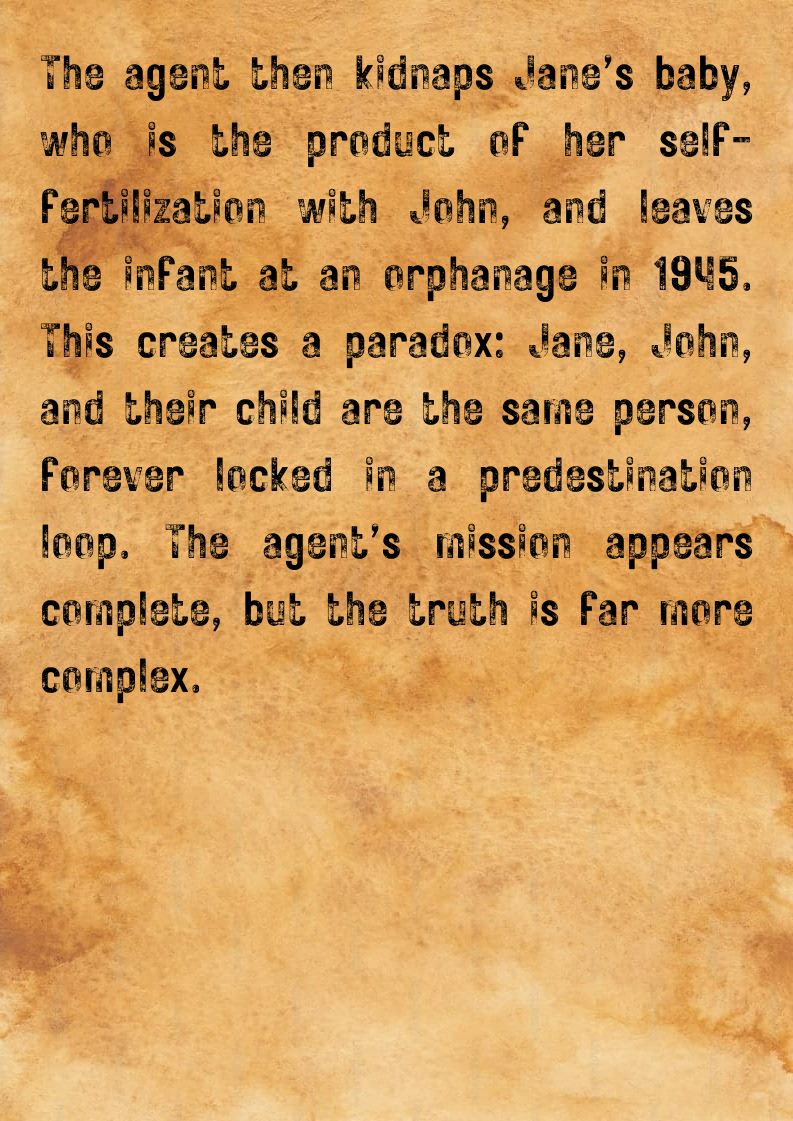 The agent then kidnaps Jane's baby,
who is the product of her self-
fertilization with John, and leaves
the infant at an orphanage in 1945.
This creates a paradox: Jane, John,
and their child are the same person,
forever locked in a predestination
loop. The agent's mission appears
complete, but the truth is far more
complex.